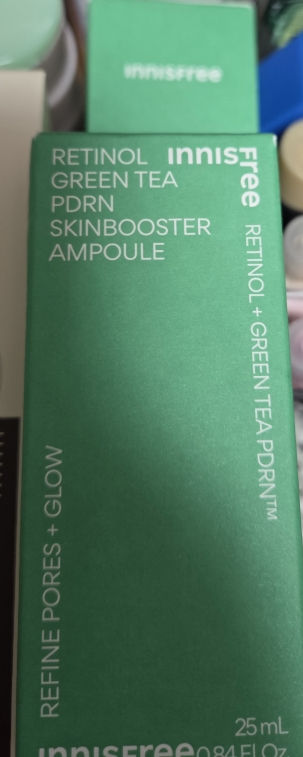 innisfree
RETINOL
GREEN TEA
PDRN
SKINBOOSTER
AMPOULE
innisfree
RETINOL + GREEN TEA PDRN™
REFINE PORES + GLOW
25 mL
innisfree 0.84 Fl Oz